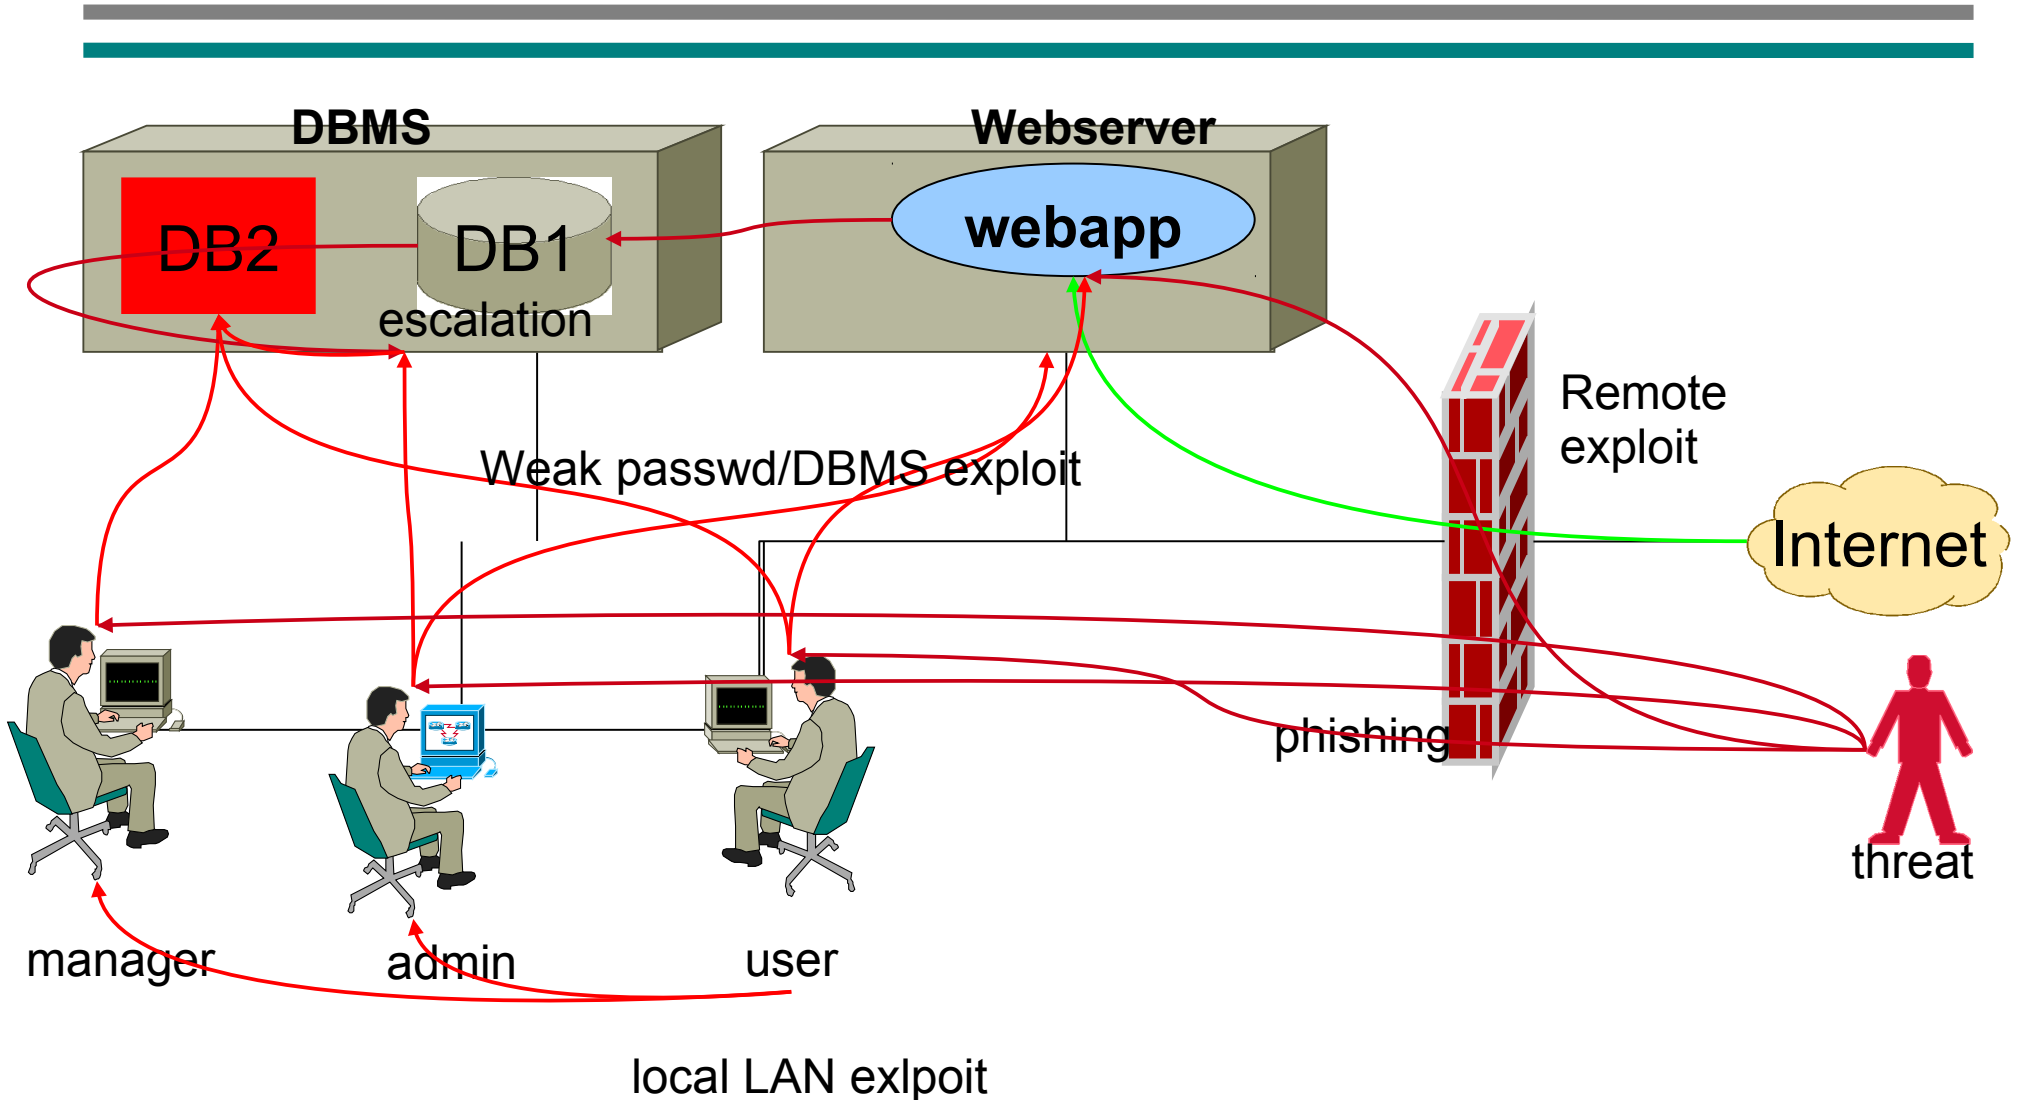 DBMS
Webserver
DB2
DB1
webapp
escalation
Remote
exploit
Weak passwd/DBMS exploit
Internet
phishing
threat
manager
admin
user
local LAN exlpoit